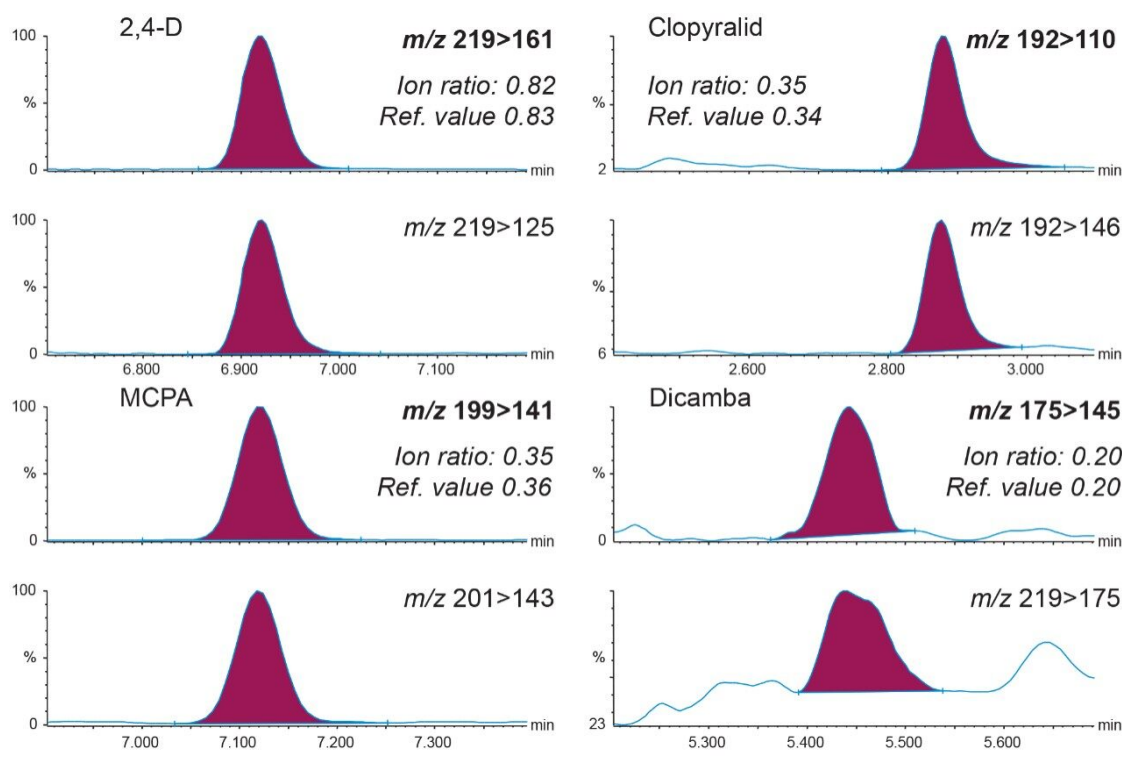 2,4-D
100
m/z 219>161
Ion ratio: 0.82
Ref. value 0.83
%
0
min
100
m/z 219>125
%
0
min
6.800 6.900 7.000 7.100
Clopyralid
m/z 192>110
Ion ratio: 0.35
Ref. value 0.34
%
2
min
m/z 192>146
%
6
min
2.600 2.800 3.000
MCPA
100
m/z 199>141
Ion ratio: 0.35
Ref. value 0.36
%
0
min
100
m/z 201>143
%
0
min
7.000 7.100 7.200 7.300
Dicamba
m/z 175>145
Ion ratio: 0.20
Ref. value 0.20
%
0
min
m/z 219>175
%
23
min
5.300 5.400 5.500 5.600